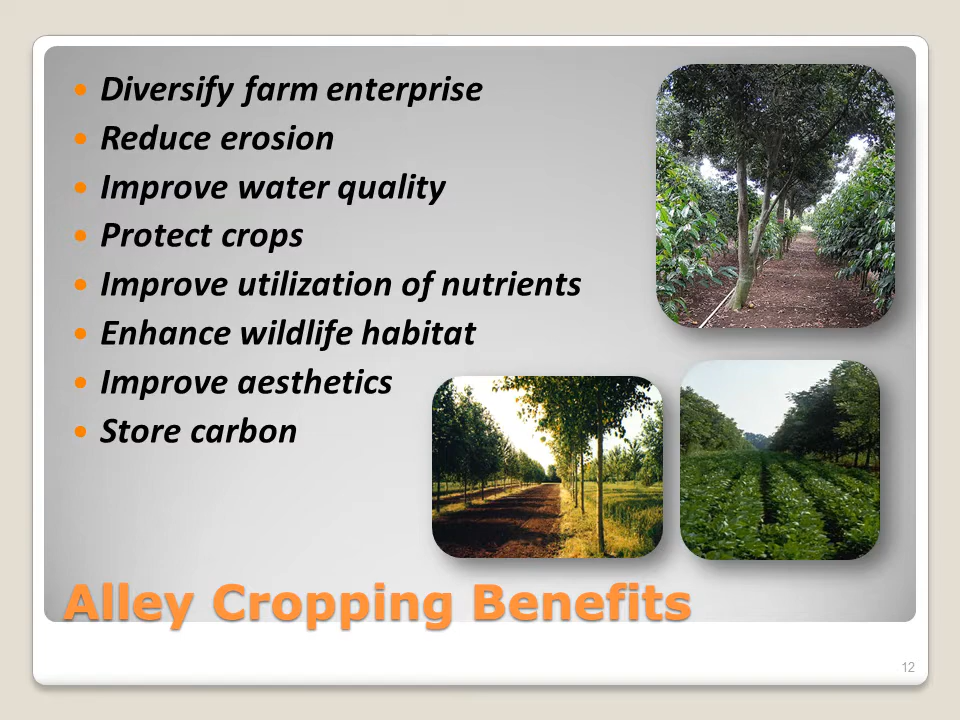 Diversify farm enterprise
Reduce erosion
Improve water quality
Protect crops
Improve utilization of nutrients
Enhance wildlife habitat
Improve aesthetics
Store carbon
Alley Cropping Benefits
12